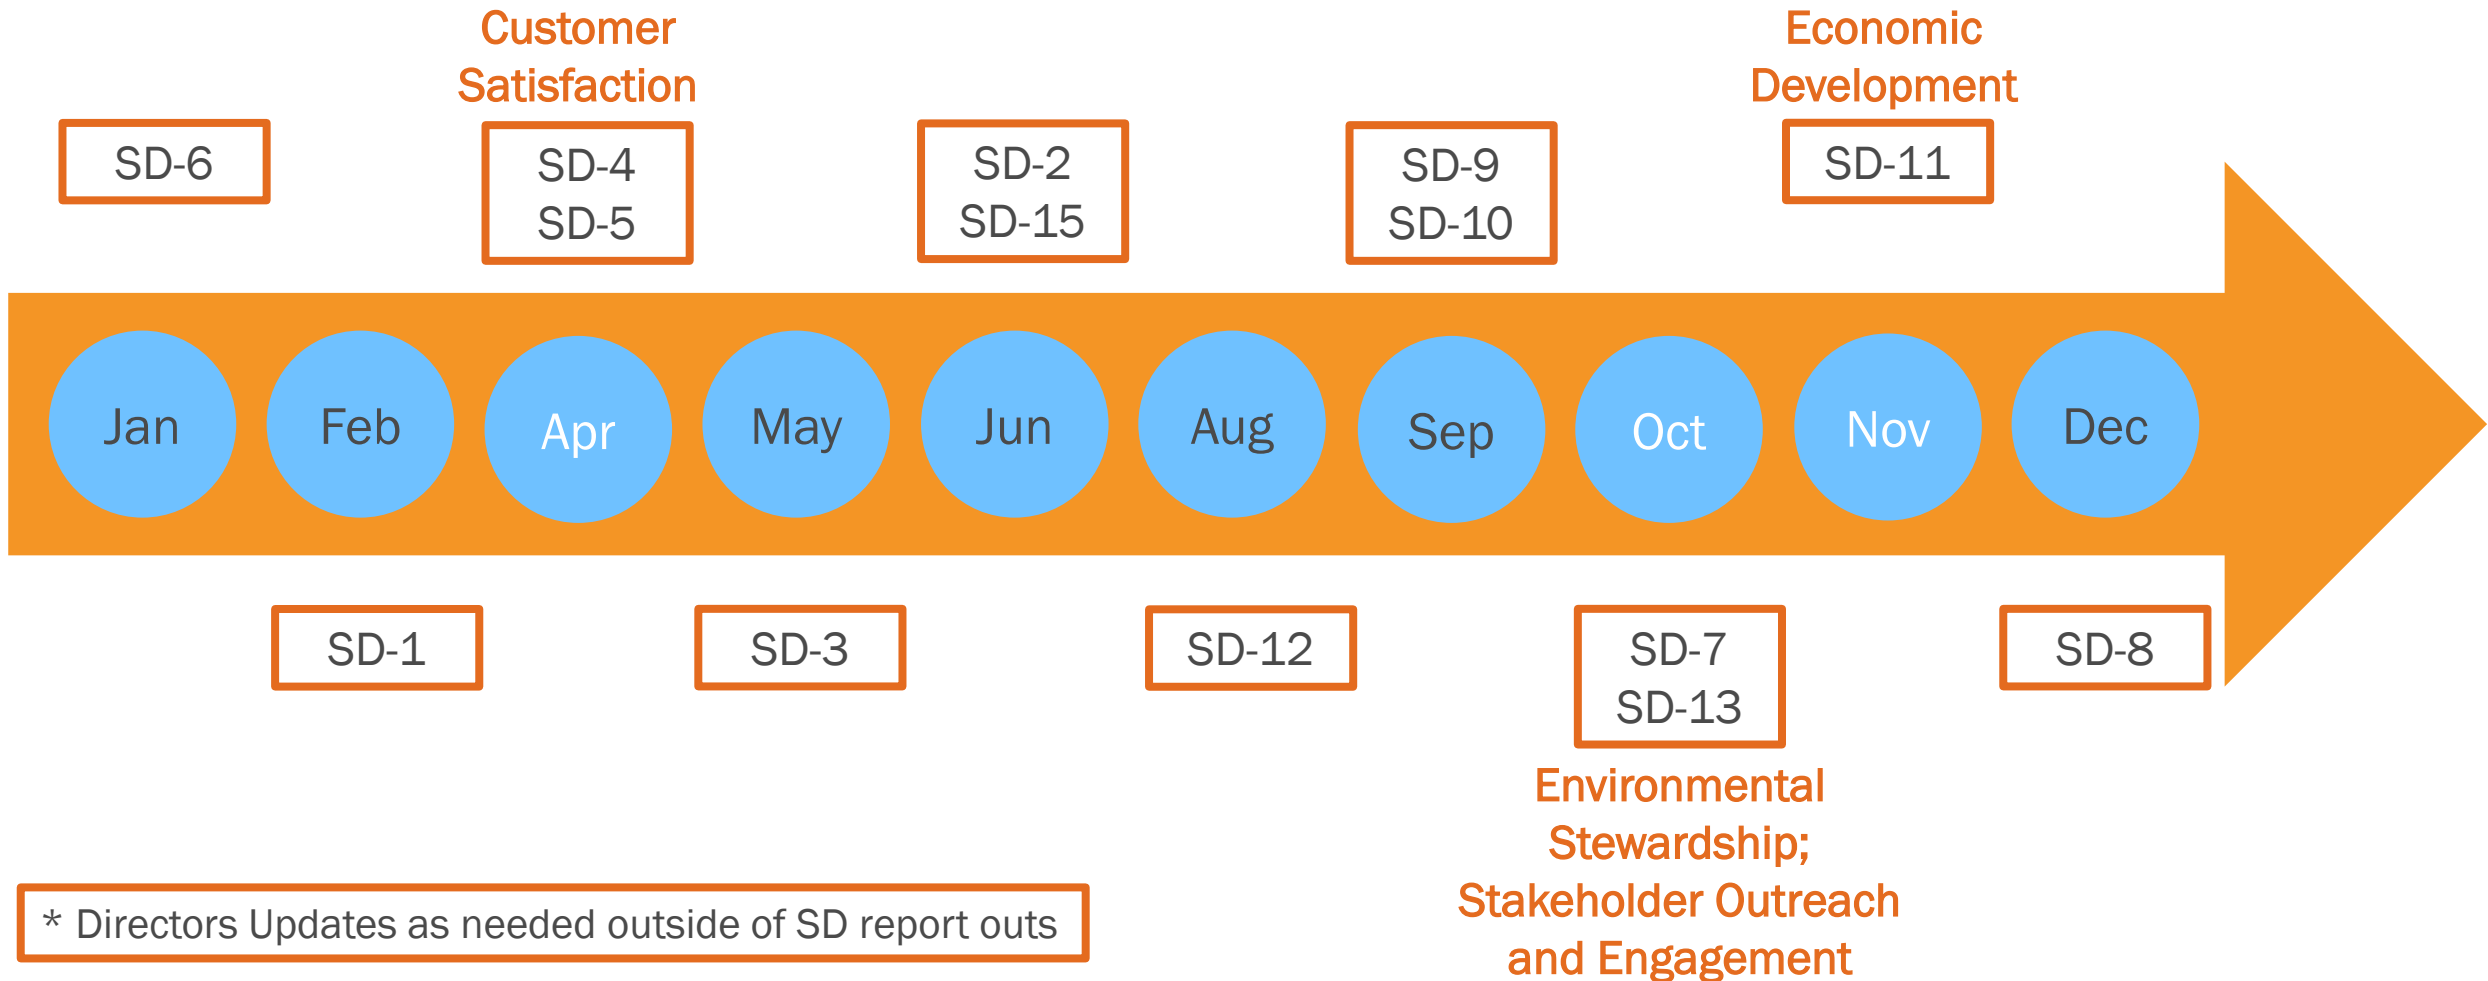 Customer
Satisfaction
Economic
Development
SD-6
SD-4
SD-5
SD-2
SD-15
SD-9
SD-10
SD-11
Jan
Feb
Apr
May
Jun
Aug
Sep
Oct
Nov
Dec
SD-1
SD-3
SD-12
SD-7
SD-13
SD-8
Environmental
Stewardship;
Stakeholder Outreach
and Engagement
* Directors Updates as needed outside of SD report outs